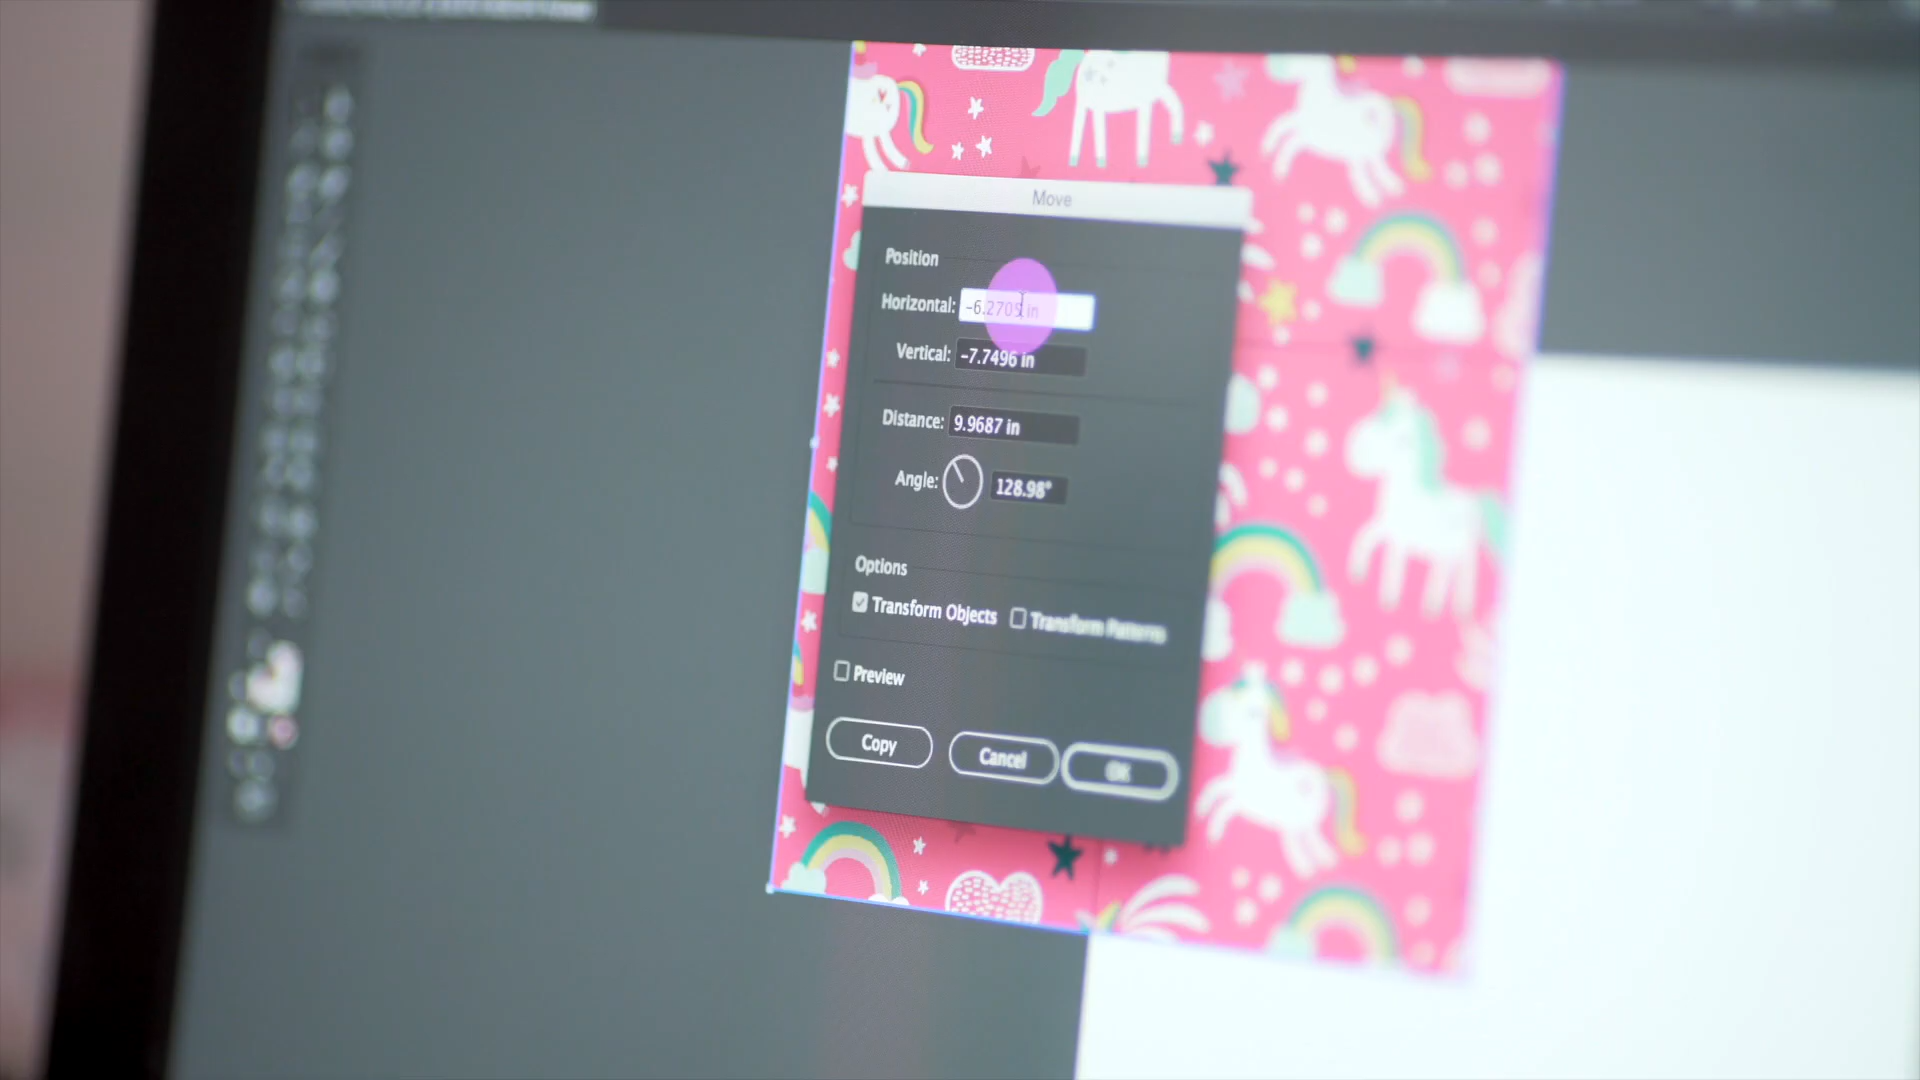 Move
Position
Horizontal: -6.2709 in
Vertical: -7.7496 in
Distance: 9.9687 in
Angle: 128.98°
Options
Transform Objects Transform Patterns
Preview
Copy Cancel OK